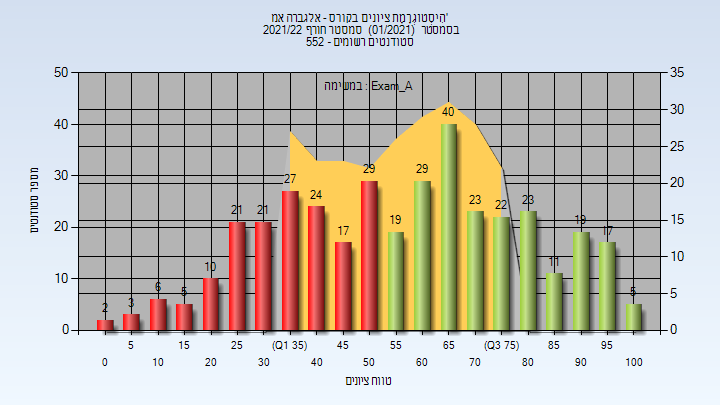 היסטוגרמת ציונים בקורס - אלגברה אמ'
בסמסטר (01/2021) סמסטר חורף 2021/22
סטודנטים רשומים - 552
במשימה : Exam_A
מספר סטודנטים
50 40 30 20 10 0
35 30 25 20 15 10 5 0
2 3 6 5 10 21 21 27 24 17 29 19 29 40 23 22 23 11 19 17 5
5 15 25 (Q1 35) 45 55 65 (Q3 75) 85 95
0 10 20 30 40 50 60 70 80 90 100
טווח ציונים